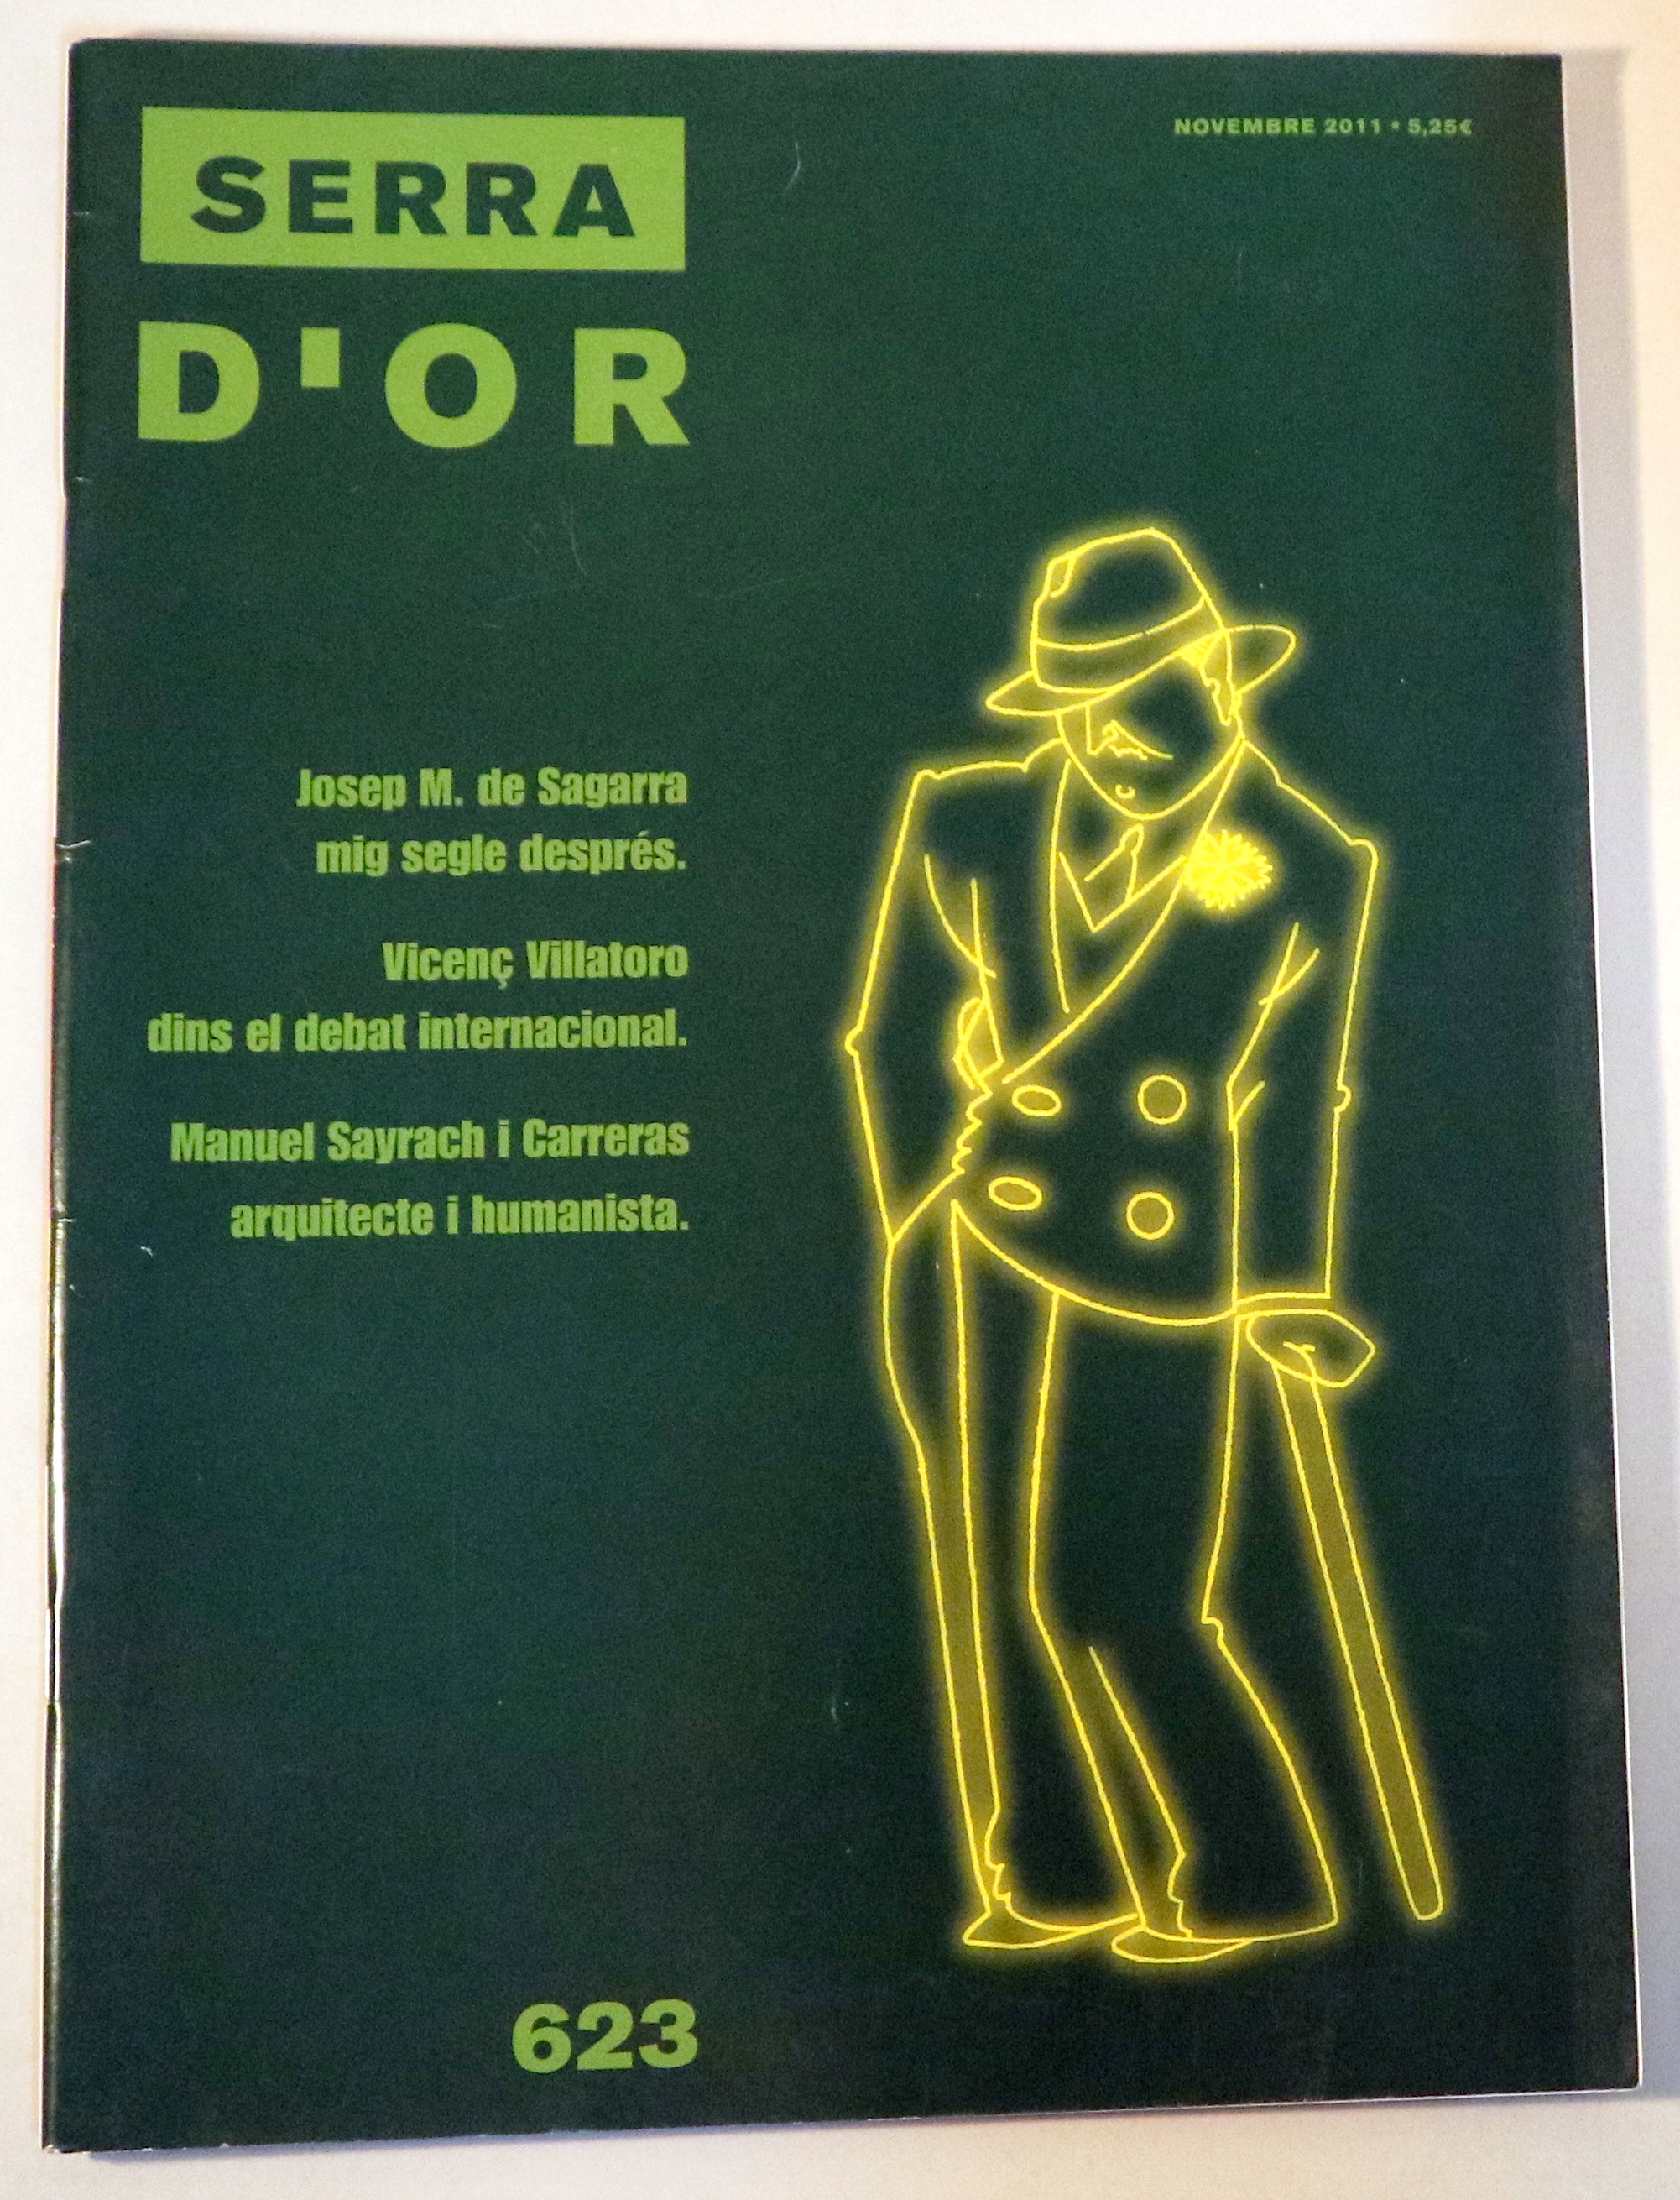 SERRA
D'OR
NOVEMBRE 2011 • 5,25€
Josep M. de Sagarra
mig segle després.
Vicenç Villatoro
dins el debat internacional.
Manuel Sayrach i Carreras
arquitecte i humanista.
623